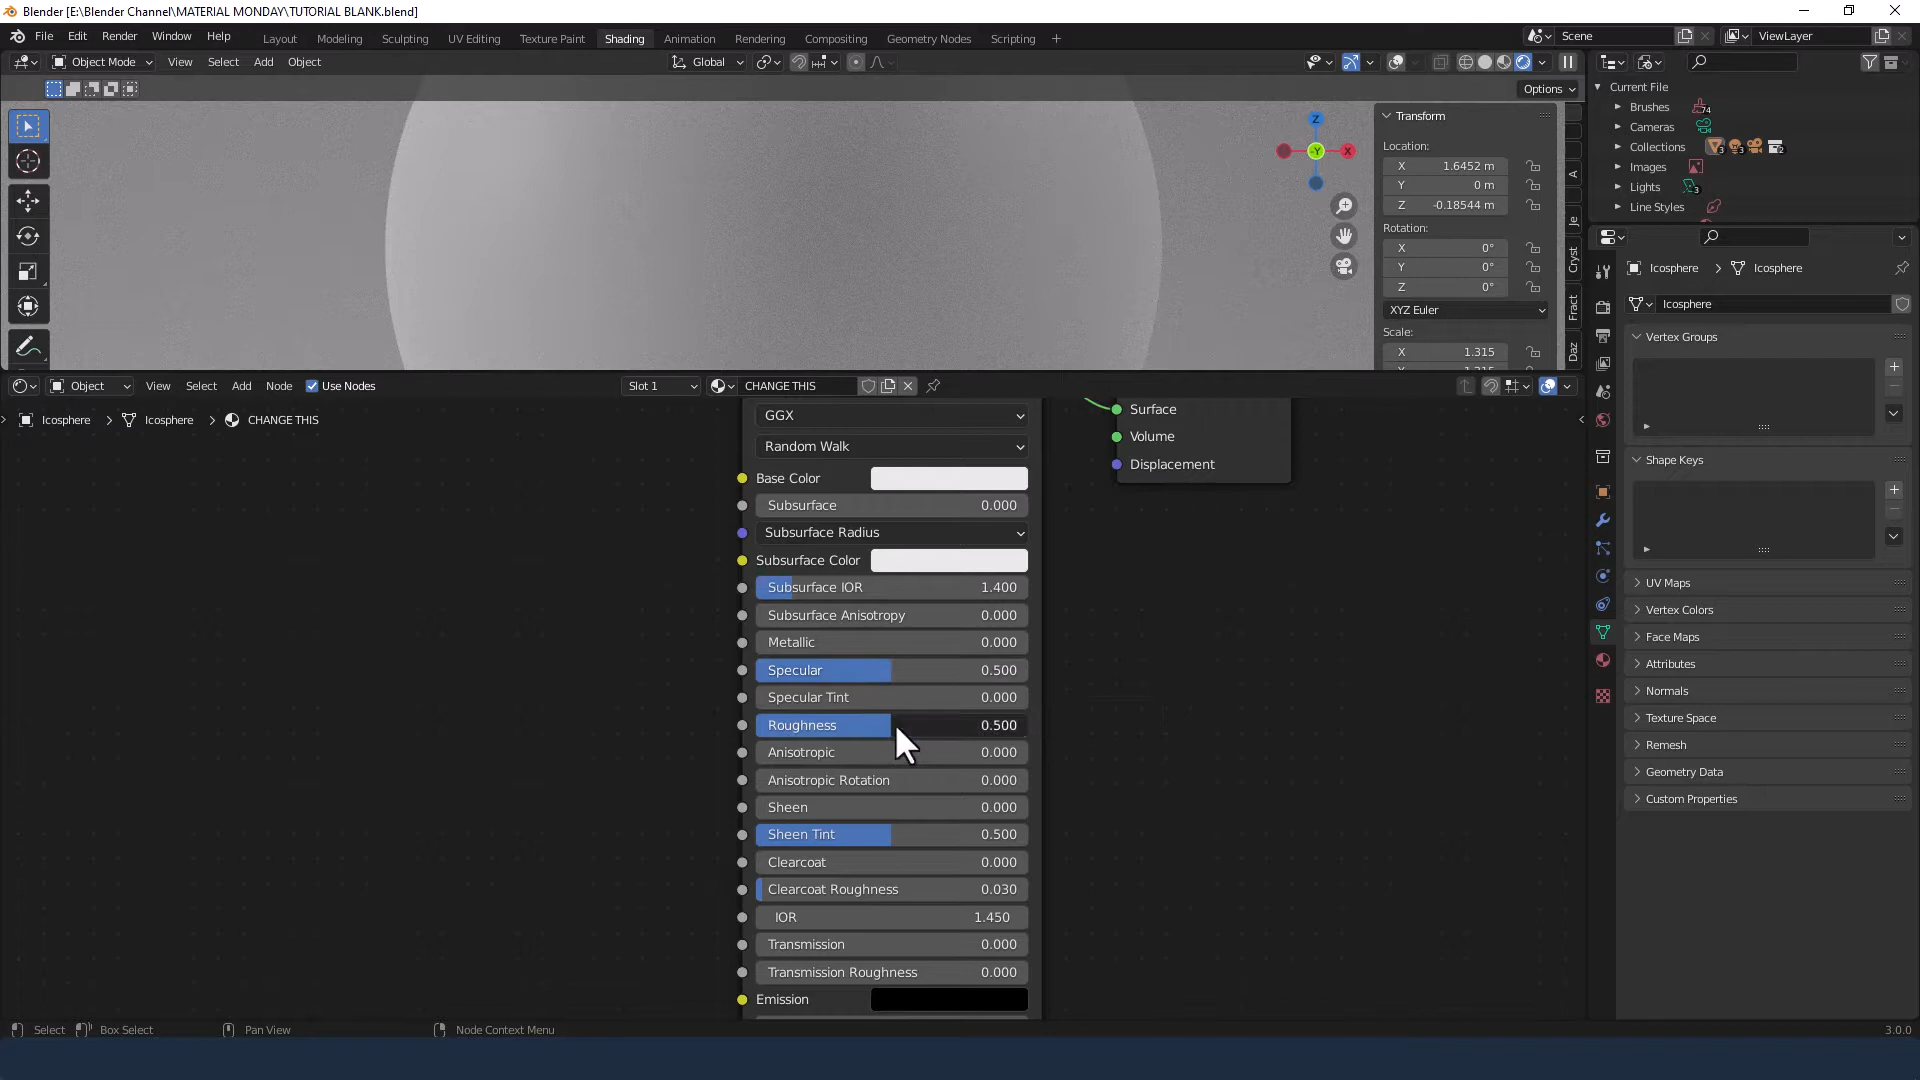 Blender [E:\Blender Channel\MATERIAL MONDAY\TUTORIAL BLANK.blend]
File Edit Render Window Help Layout Modeling Sculpting UV Editing Texture Paint Shading Animation Rendering Compositing Geometry Nodes Scripting + Scene ViewLayer
Object Mode View Select Add Object Global
Options
Z
-Y X
Transform
Location:
X 1.6452 m
Y 0 m
Z -0.18544 m
Rotation:
X 0°
Y 0°
Z 0°
XYZ Euler
Scale:
X 1.315
A
Je
Cryst
Fract
Daz
Current File
Brushes 74
Cameras
Collections 3 3 2
Images
Lights 3
Line Styles
Icosphere > Icosphere
Icosphere
Vertex Groups
Shape Keys
UV Maps
Vertex Colors
Face Maps
Attributes
Normals
Texture Space
Remesh
Geometry Data
Custom Properties
Object View Select Add Node Use Nodes Slot 1 CHANGE THIS
Icosphere > Icosphere > CHANGE THIS
GGX
Random Walk
Base Color
Subsurface 0.000
Subsurface Radius
Subsurface Color
Subsurface IOR 1.400
Subsurface Anisotropy 0.000
Metallic 0.000
Specular 0.500
Specular Tint 0.000
Roughness 0.500
Anisotropic 0.000
Anisotropic Rotation 0.000
Sheen 0.000
Sheen Tint 0.500
Clearcoat 0.000
Clearcoat Roughness 0.030
IOR 1.450
Transmission 0.000
Transmission Roughness 0.000
Emission
Surface
Volume
Displacement
Select Box Select Pan View Node Context Menu 3.0.0